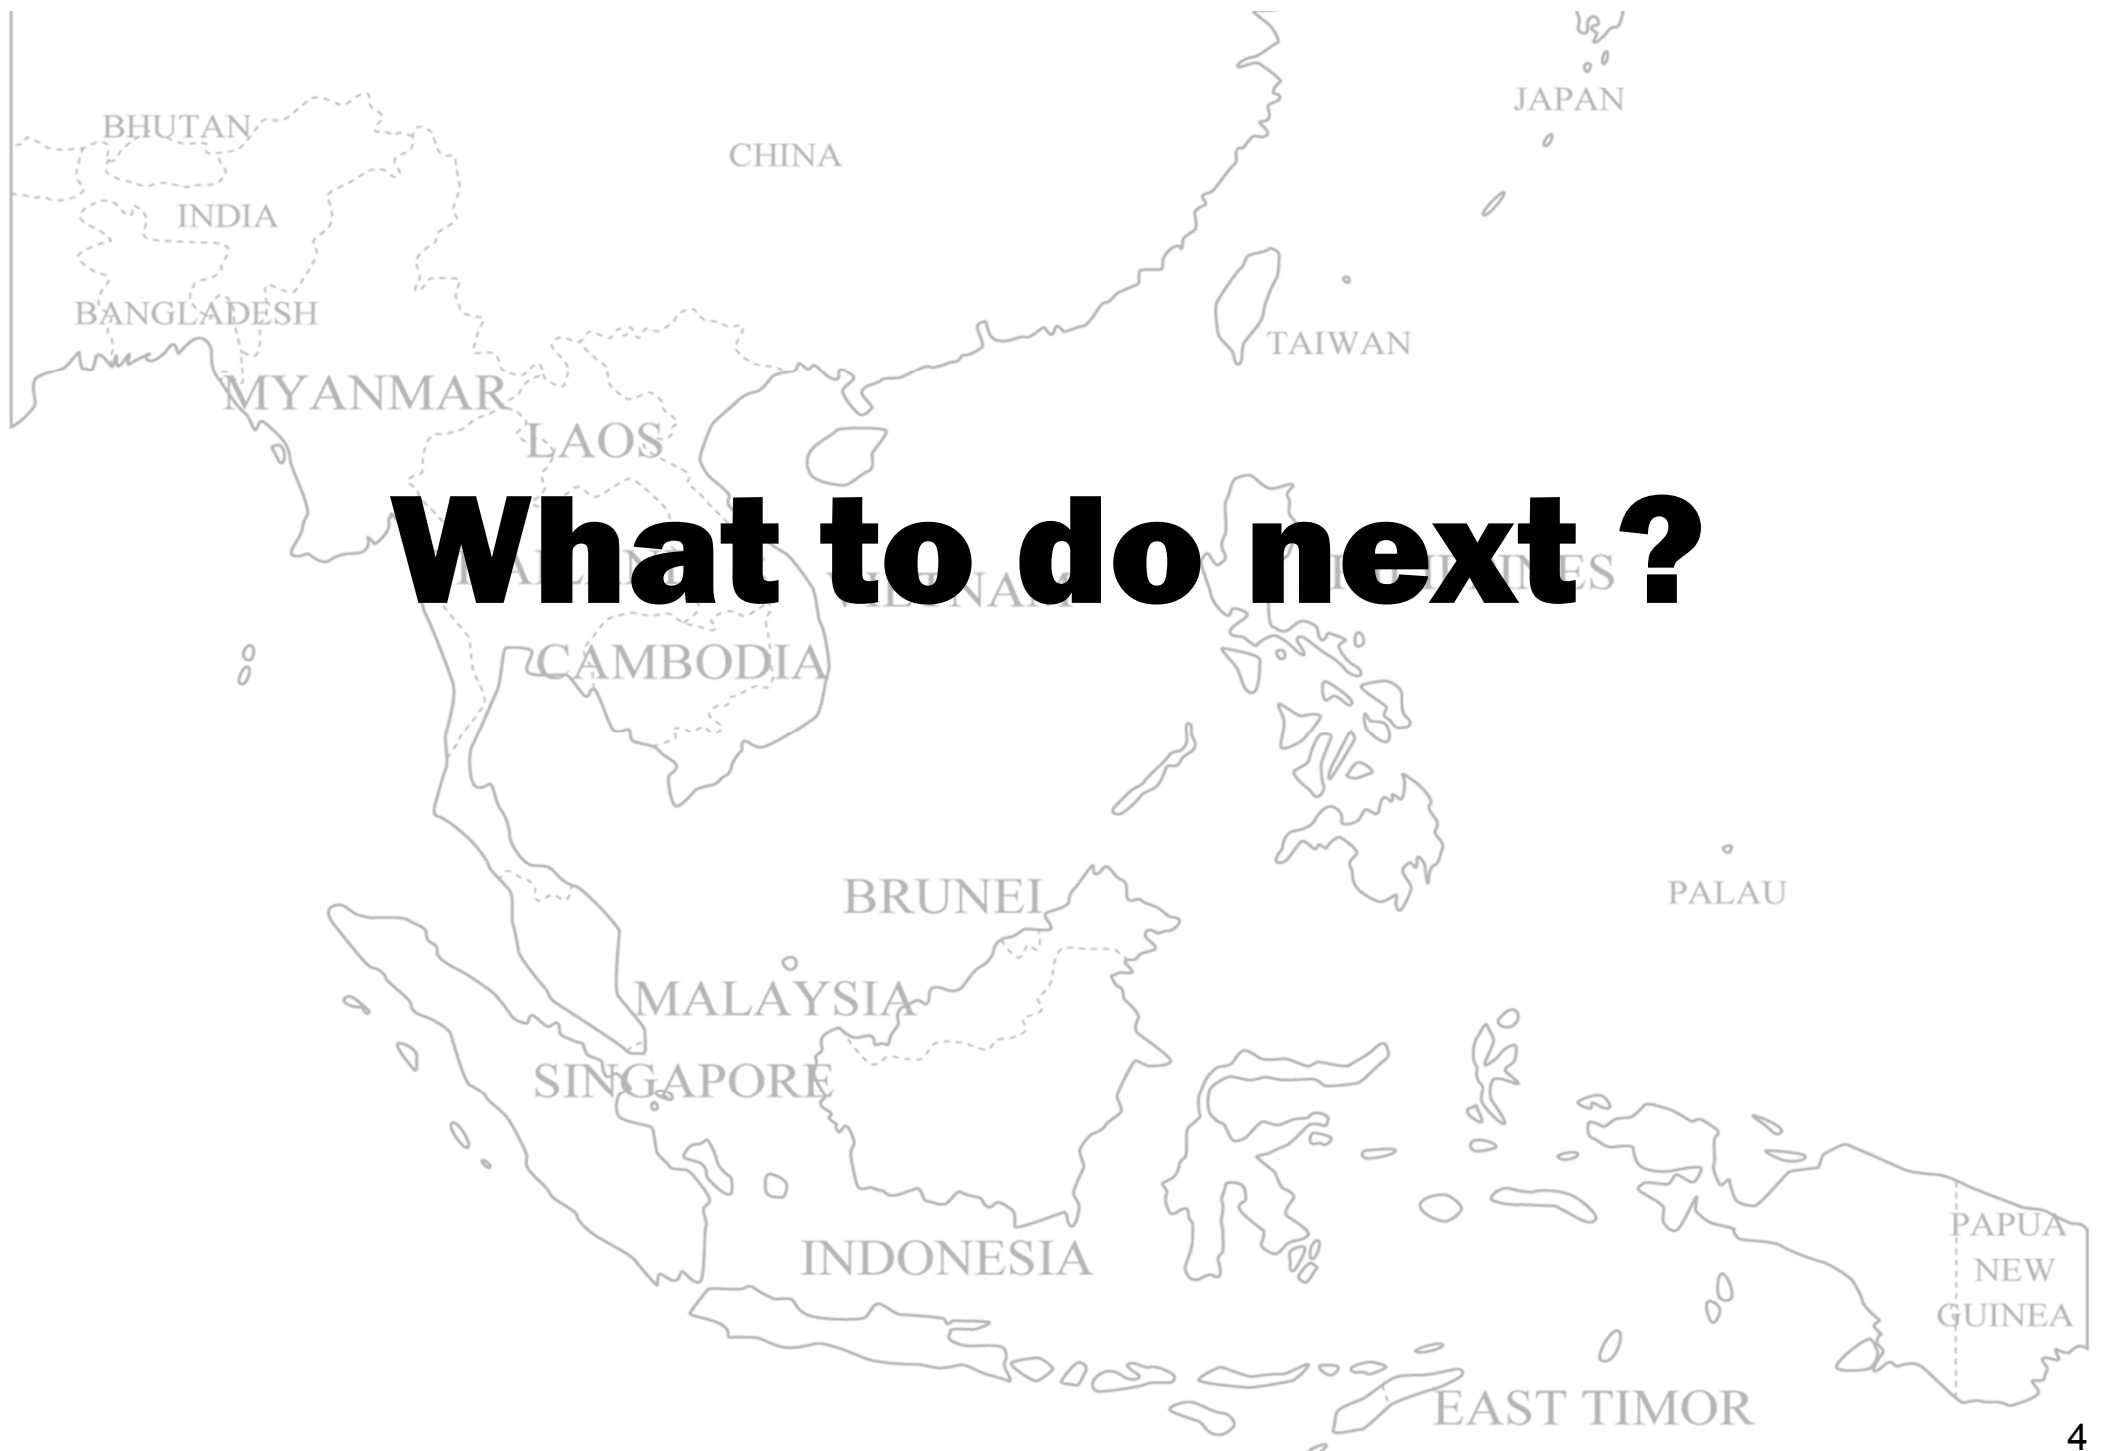 JAPAN
BHUTAN
CHINA
INDIA
BANGLADESH
TAIWAN
MYANMAR
LAOS
What to do next ?
VIETNAM
CAMBODIA
BRUNEI
PALAU
MALAYSIA
SINGAPORE
PAPUA
NEW
GUINEA
INDONESIA
EAST TIMOR
4